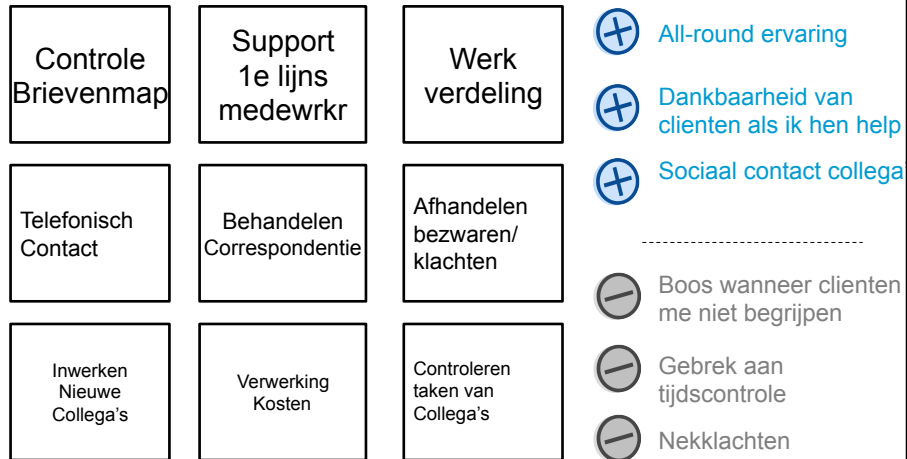 Controle
Brievenmap
Support
1e lijns
medewrkr
Werk
verdeling
Telefonisch
Contact
Behandelen
Correspondentie
Afhandelen
bezwaren/
klachten
Inwerken
Nieuwe
Collega's
Verwerking
Kosten
Controleren
taken van
Collega's
All-round ervaring
Dankbaarheid van
clienten als ik hen help
Sociaal contact collega
Boos wanneer clienten
me niet begrijpen
Gebrek aan
tijdscontrole
Nekklachten